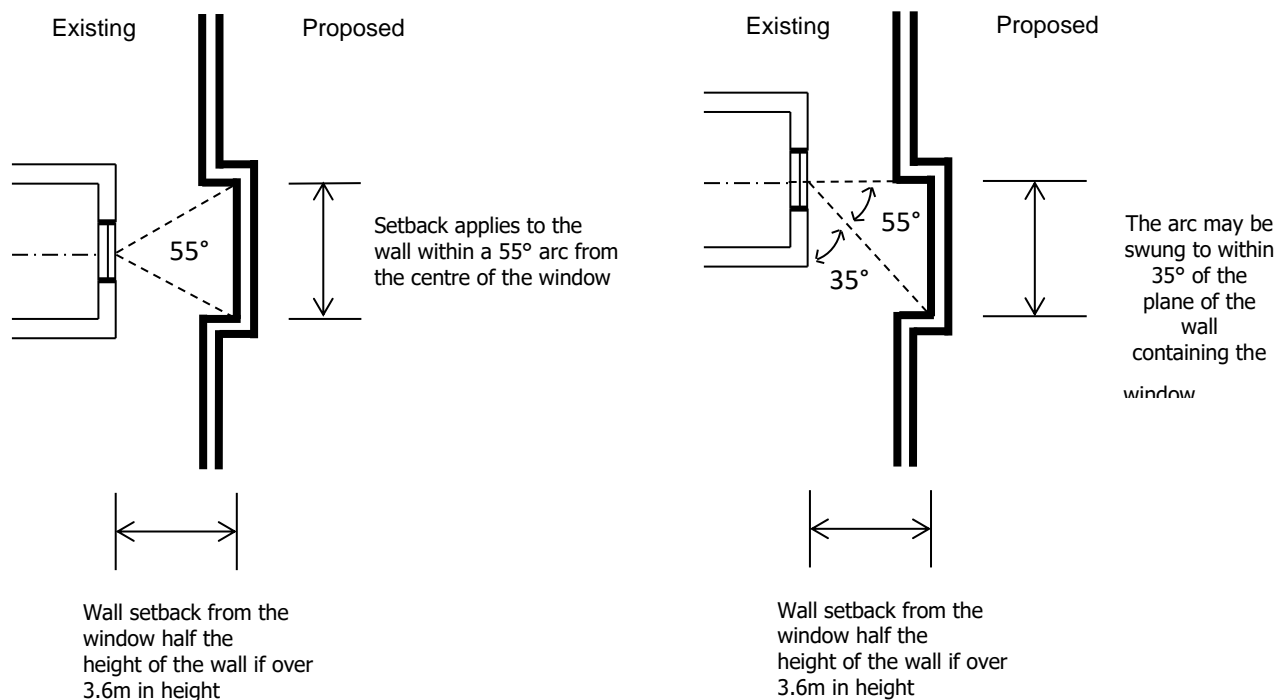 Existing
Proposed
55°
Setback applies to the
wall within a 55° arc from
the centre of the window
Wall setback from the
window half the
height of the wall if over
3.6m in height
Existing
Proposed
55°
35°
The arc may be
swung to within
35° of the
plane of the
wall
containing the
window
Wall setback from the
window half the
height of the wall if over
3.6m in height